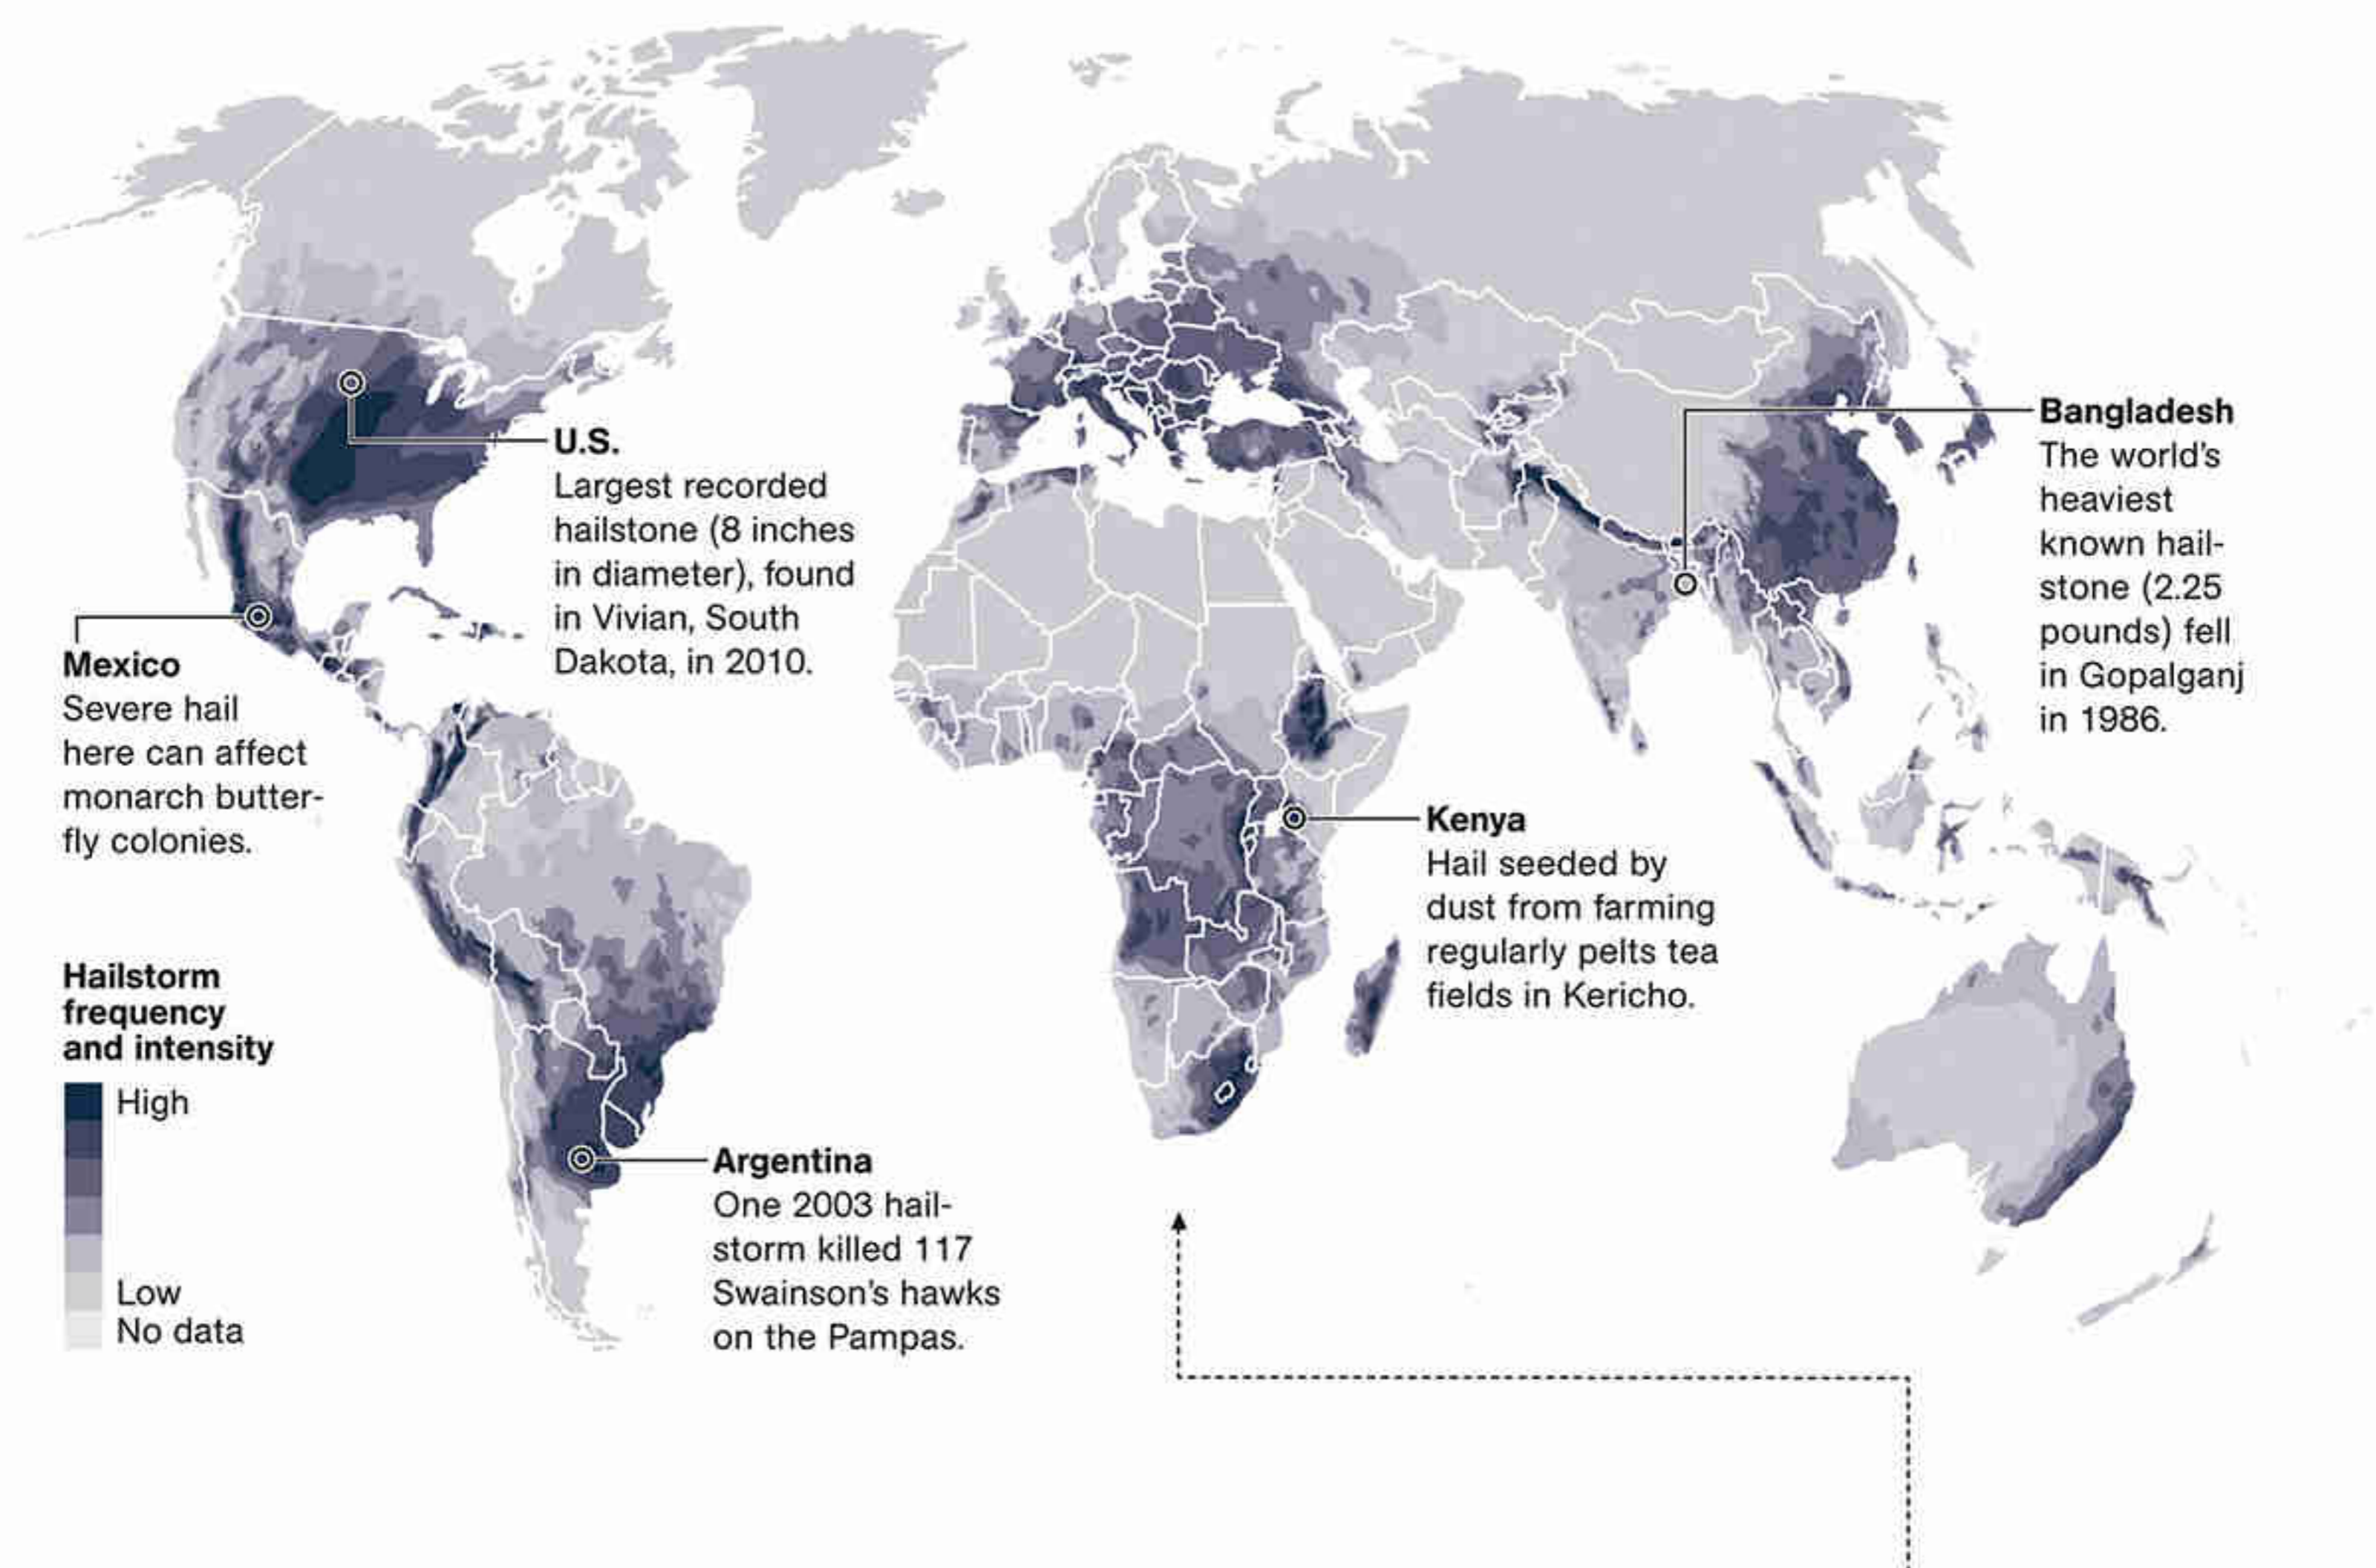 U.S.
Largest recorded
hailstone (8 inches
in diameter), found
in Vivian, South
Dakota, in 2010.
Bangladesh
The world's
heaviest
known hail-
stone (2.25
pounds) fell
in Gopalganj
in 1986.
Mexico
Severe hail
here can affect
monarch butter-
fly colonies.
Kenya
Hail seeded by
dust from farming
regularly pelts tea
fields in Kericho.
Hailstorm
frequency
and intensity
High
Low
No data
Argentina
One 2003 hail-
storm killed 117
Swainson's hawks
on the Pampas.